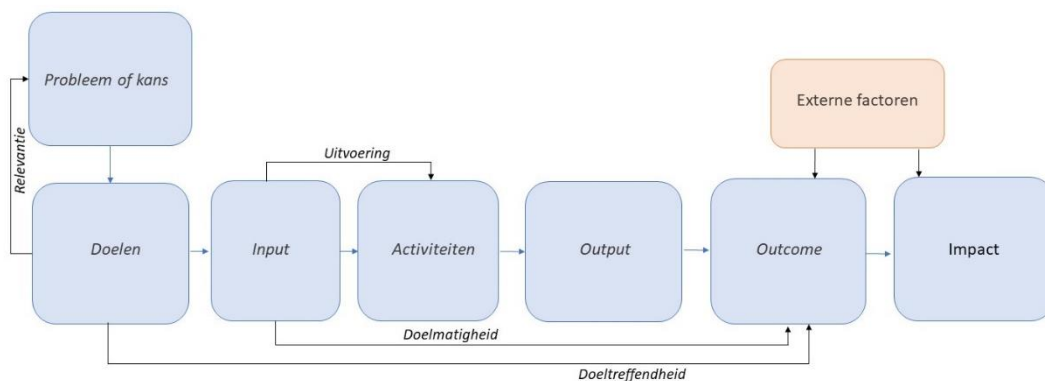 Probleem of kans
Externe factoren
Relevantie
Uitvoering
Doelen
Input
Activiteiten
Output
Outcome
Impact
Doelmatigheid
Doeltreffendheid